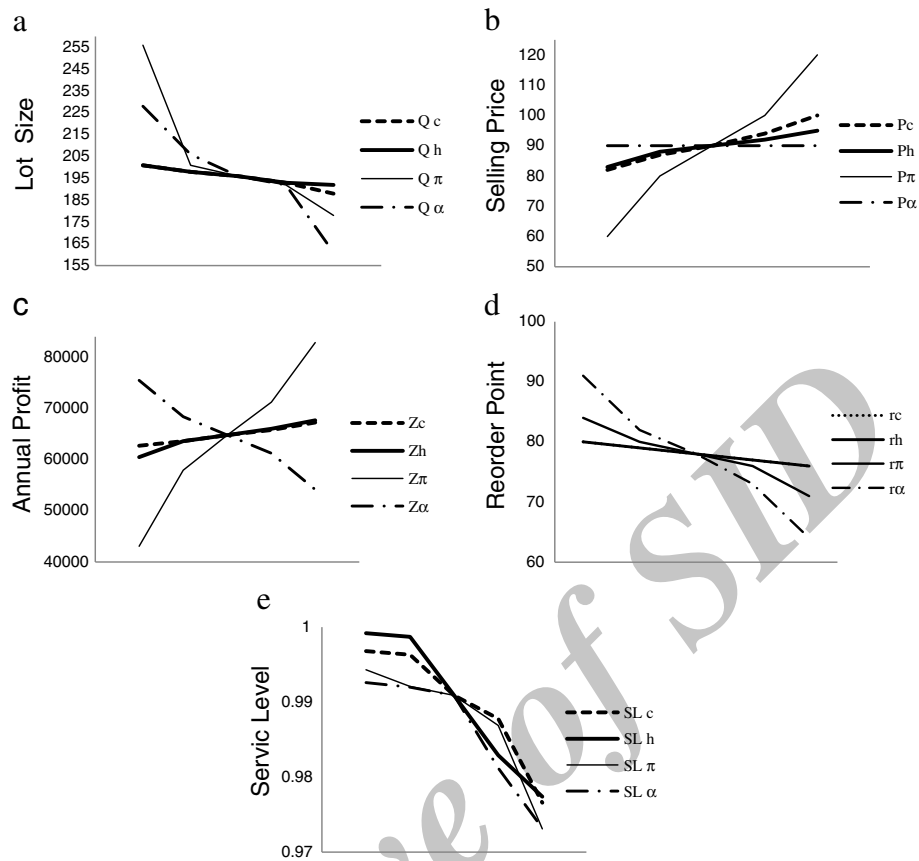 a
Lot Size
255
245
235
225
215
205
195
185
175
165
155
Q c
Q h
Q π
Q α
b
Selling Price
120
110
100
90
80
70
60
50
Pc
Ph
Pπ
Pα
c
Annual Profit
80000
70000
60000
50000
40000
Zc
Zh
Zπ
Zα
d
Reorder Point
100
90
80
70
60
rc
rh
rπ
rα
e
Servic Level
1
0.99
0.98
0.97
SL c
SL h
SL π
SL α
of SID